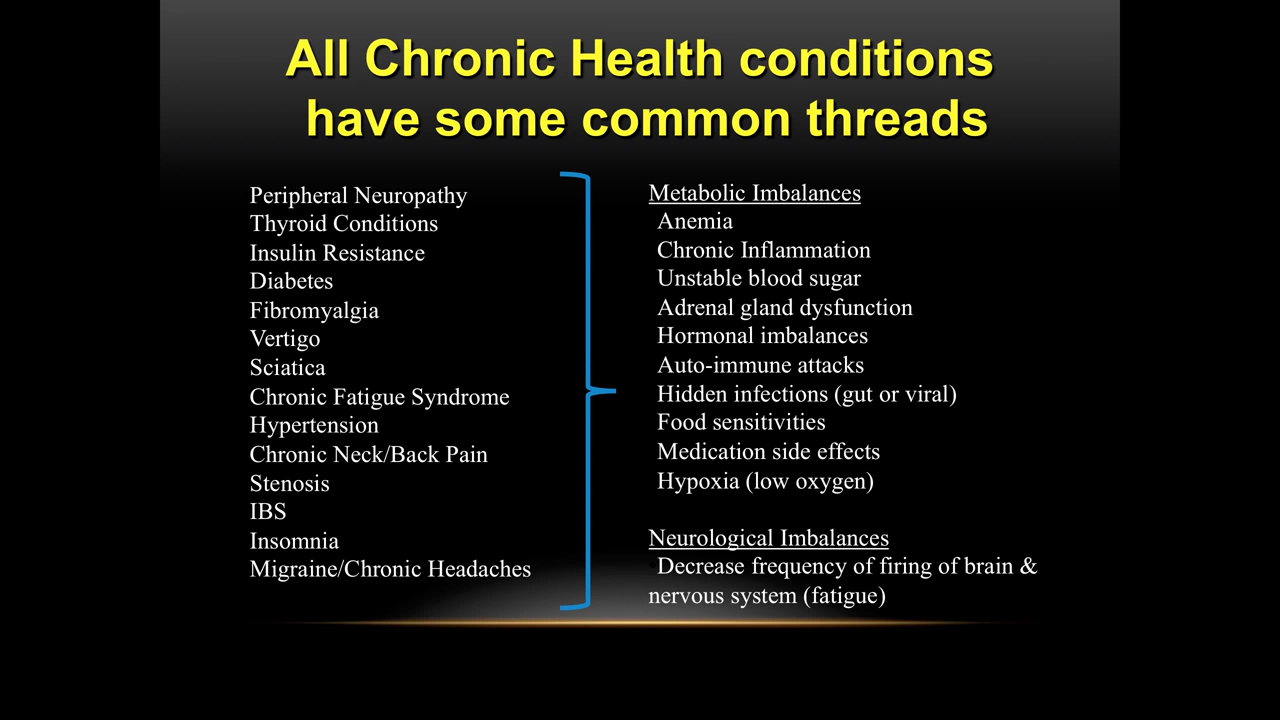 All Chronic Health conditions
have some common threads
Peripheral Neuropathy
Thyroid Conditions
Insulin Resistance
Diabetes
Fibromyalgia
Vertigo
Sciatica
Chronic Fatigue Syndrome
Hypertension
Chronic Neck/Back Pain
Stenosis
IBS
Insomnia
Migraine/Chronic Headaches
Metabolic Imbalances
Anemia
Chronic Inflammation
Unstable blood sugar
Adrenal gland dysfunction
Hormonal imbalances
Auto-immune attacks
Hidden infections (gut or viral)
Food sensitivities
Medication side effects
Hypoxia (low oxygen)
Neurological Imbalances
Decrease frequency of firing of brain &
nervous system (fatigue)